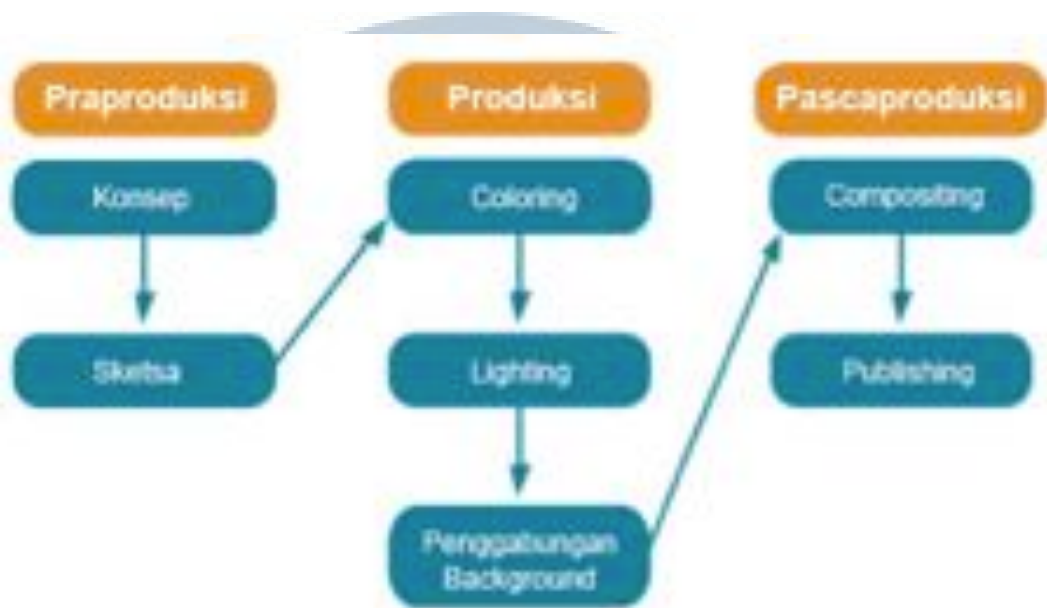 Praproduksi
Produksi
Pascaproduksi
Konsep
Coloring
Compositing
Sketsa
Lighting
Publishing
Penggabungan
Background